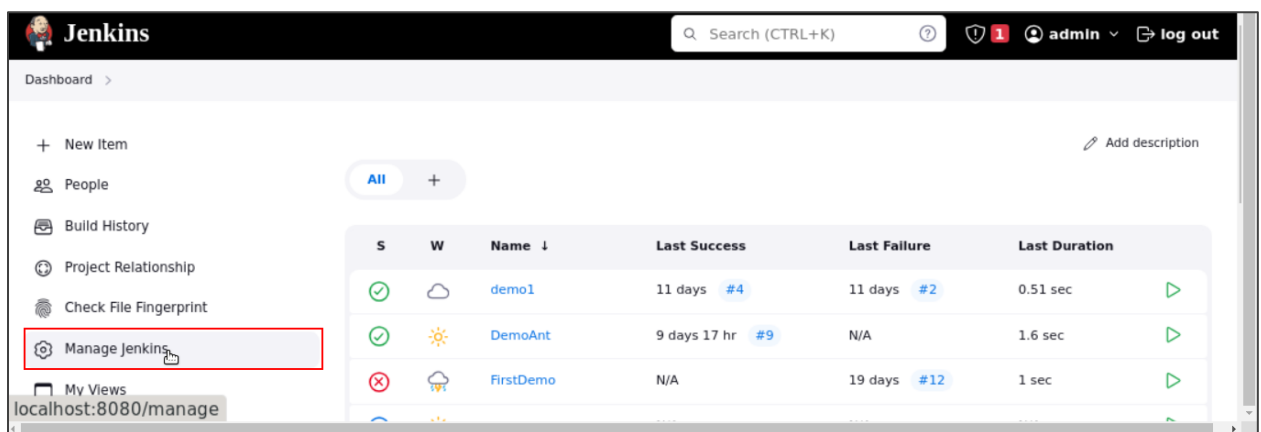 Jenkins
Search (CTRL+K)
1
admin
log out
Dashboard >
New Item
People
Build History
Project Relationship
Check File Fingerprint
Manage Jenkins
My Views
localhost:8080/manage
Add description
All +
S W Name ↓ Last Success Last Failure Last Duration
demo1 11 days #4 11 days #2 0.51 sec
DemoAnt 9 days 17 hr #9 N/A 1.6 sec
FirstDemo N/A 19 days #12 1 sec